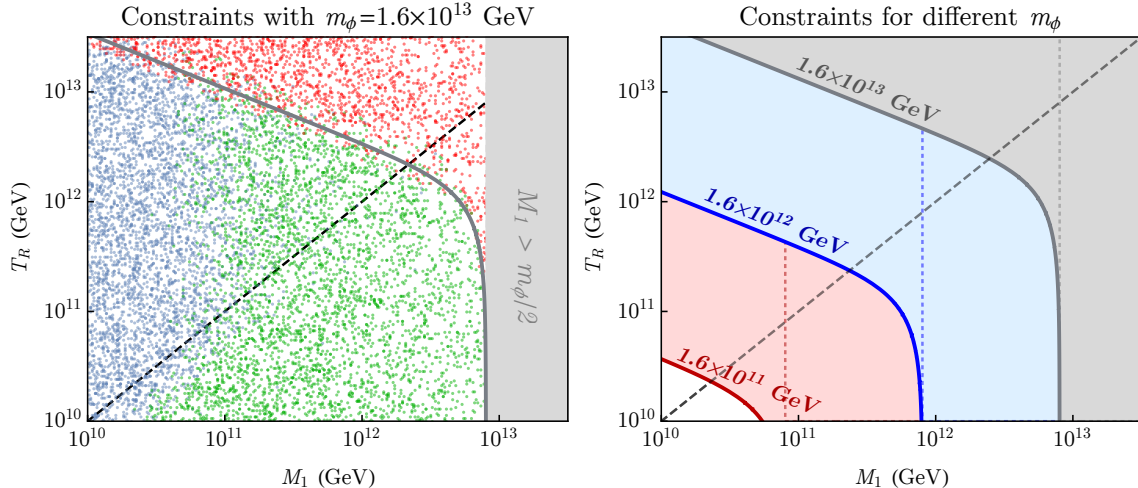 Constraints with m_ϕ=1.6×10^13 GeV
T_R (GeV)
10^13
10^12
10^11
10^10
M_1 > m_ϕ/2
10^10 10^11 10^12 10^13
M_1 (GeV)
Constraints for different m_ϕ
T_R (GeV)
10^13
10^12
10^11
10^10
1.6×10^13 GeV
1.6×10^12 GeV
1.6×10^11 GeV
10^10 10^11 10^12 10^13
M_1 (GeV)